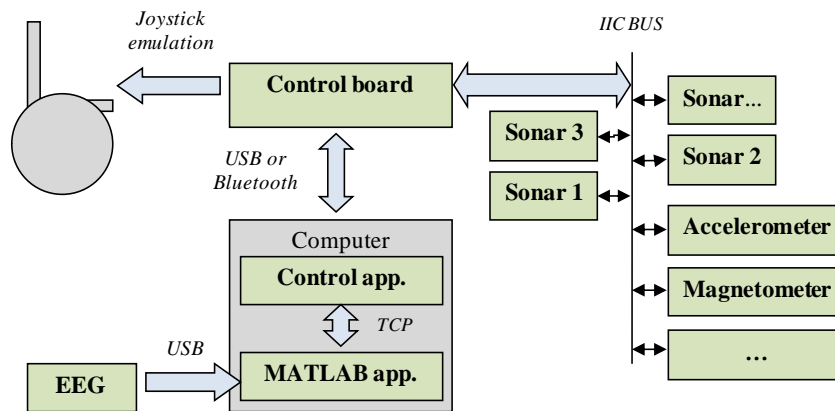 Joystick
emulation
IIC BUS
Control board
Sonar...
Sonar 3
Sonar 2
USB or
Bluetooth
Sonar 1
Computer
Accelerometer
Control app.
Magnetometer
TCP
USB
...
EEG
MATLAB app.